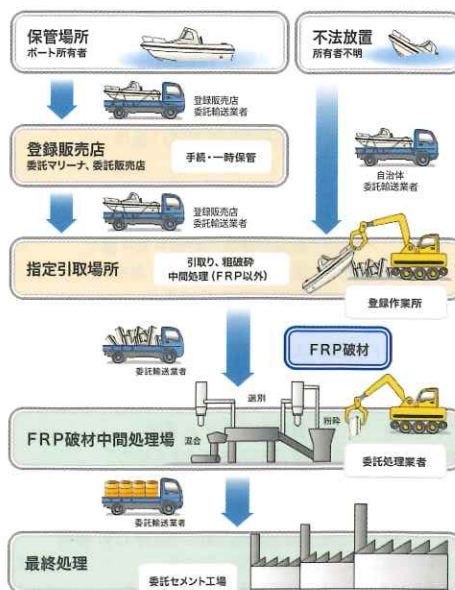 保管場所
ボート所有者
不法放置
所有者不明
登録販売店
委託輸送業者
登録販売店
委託マリーナ、委託販売店
手続・一時保管
自治体
委託輸送業者
登録販売店
委託輸送業者
指定引取場所
引取り、粗破砕
中間処理(FRP以外)
登録作業所
委託輸送業者
FRP破材
選別
混合
粉砕
FRP破材中間処理場
委託処理業者
委託輸送業者
最終処理
委託セメント工場